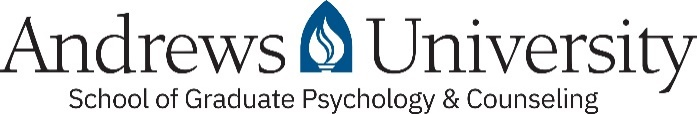 Andrews University
School of Graduate Psychology & Counseling